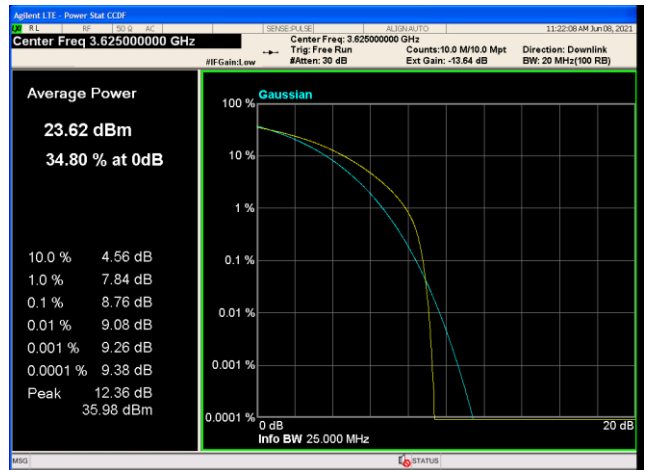 Agilent LTE - Power Stat CCDF
R L RF 50 Ω AC SENSE:PULSE ALIGN AUTO 11:22:08 AM Jun 08, 2021
Center Freq 3.625000000 GHz
Center Freq: 3.625000000 GHz
Trig: Free Run Counts:10.0 M/10.0 Mpt Direction: Downlink
#IFGain:Low #Atten: 30 dB Ext Gain: -13.64 dB BW: 20 MHz(100 RB)
Average Power
23.62 dBm
34.80 % at 0dB
10.0 % 4.56 dB
1.0 % 7.84 dB
0.1 % 8.76 dB
0.01 % 9.08 dB
0.001 % 9.26 dB
0.0001 % 9.38 dB
Peak 12.36 dB
35.98 dBm
Gaussian
100 %
10 %
1 %
0.1 %
0.01 %
0.001 %
0.0001 %
0 dB 20 dB
Info BW 25.000 MHz
MSG STATUS